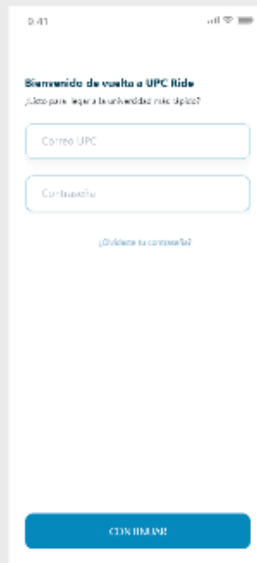 9:41
Bienvenido de vuelta a UPC Ride
¿Listo para llegar a la universidad más rápido?
Correo UPC
Contraseña
¿Olvidaste tu contraseña?
CONTINUAR